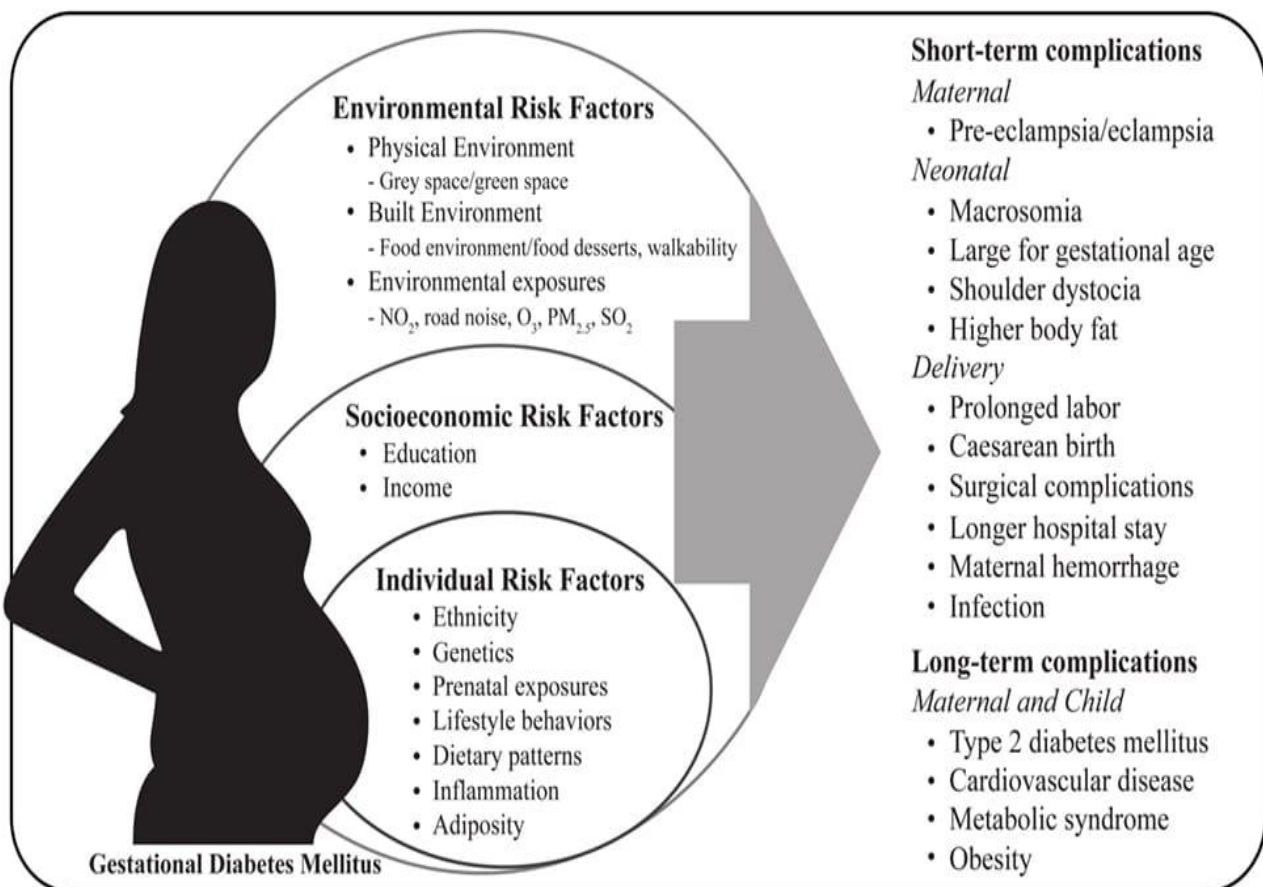 Environmental Risk Factors
• Physical Environment
- Grey space/green space
• Built Environment
- Food environment/food deserts, walkability
• Environmental exposures
- NO₂, road noise, O₃, PM₂.₅, SO₂
Socioeconomic Risk Factors
• Education
• Income
Individual Risk Factors
• Ethnicity
• Genetics
• Prenatal exposures
• Lifestyle behaviors
• Dietary patterns
• Inflammation
• Adiposity
Gestational Diabetes Mellitus
Short-term complications
Maternal
• Pre-eclampsia/eclampsia
Neonatal
• Macrosomia
• Large for gestational age
• Shoulder dystocia
• Higher body fat
Delivery
• Prolonged labor
• Caesarean birth
• Surgical complications
• Longer hospital stay
• Maternal hemorrhage
• Infection
Long-term complications
Maternal and Child
• Type 2 diabetes mellitus
• Cardiovascular disease
• Metabolic syndrome
• Obesity